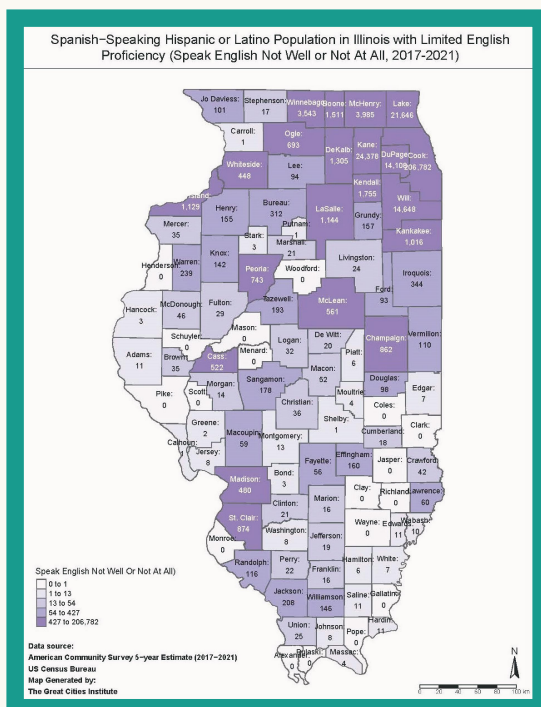 Spanish-Speaking Hispanic or Latino Population in Illinois with Limited English
Proficiency (Speak English Not Well or Not At All, 2017-2021)
Jo Daviess:
101
Stephenson:
17
Winnebago:
3,543
Boone:
1,511
McHenry:
3,985
Lake:
21,646
Carroll:
1
Ogle:
693
DeKalb:
1,305
Kane:
24,378
DuPage:
Cook:
206,782
Whiteside:
448
Lee:
94
Kendall:
1,755
Will:
14,648
1,129
Henry:
155
Bureau:
312
LaSalle:
1,144
Grundy:
157
Kankakee:
1,016
Mercer:
35
Putnam:
1
Stark:
3
Marshall:
21
Livingston:
24
Iroquois:
344
Henderson:
0
Warren:
239
Knox:
142
Peoria:
743
Woodford:
0
Ford:
93
Hancock:
3
McDonough:
46
Fulton:
29
Tazewell:
193
McLean:
561
Vermilion:
110
Schuyler:
0
Mason:
0
Logan:
32
De Witt:
20
Champaign:
862
Adams:
11
Brown:
35
Cass:
522
Menard:
0
Piatt:
6
Macon:
52
Douglas:
98
Edgar:
7
Pike:
0
Scott:
0
Morgan:
14
Sangamon:
178
Christian:
36
Moultrie:
4
Coles:
0
Greene:
2
Macoupin:
59
Montgomery:
13
Shelby:
1
Cumberland:
18
Clark:
0
Calhoun:
Jersey:
8
Fayette:
56
Effingham:
160
Jasper:
0
Crawford:
42
Madison:
480
Bond:
3
Clay:
0
Richland:
0
Lawrence:
60
Clinton:
21
Marion:
16
St. Clair:
874
Wayne:
0
Edwards:
11
Wabash:
10
Monroe:
0
Washington:
8
Jefferson:
19
Randolph:
116
Perry:
22
Franklin:
16
Hamilton:
6
White:
7
Jackson:
208
Williamson:
146
Saline:
11
Gallatin:
0
Union:
25
Johnson:
8
Pope:
0
Hardin:
11
Alexander:
0
Pulaski:
0
Massac:
4
Speak English Not Well Or Not At All)
0 to 1
1 to 13
13 to 54
54 to 427
427 to 206,782
Data source:
American Community Survey 5-year Estimate (2017-2021)
US Census Bureau
Map Generated by:
The Great Cities Institute
N
0 20 40 60 80 100 km